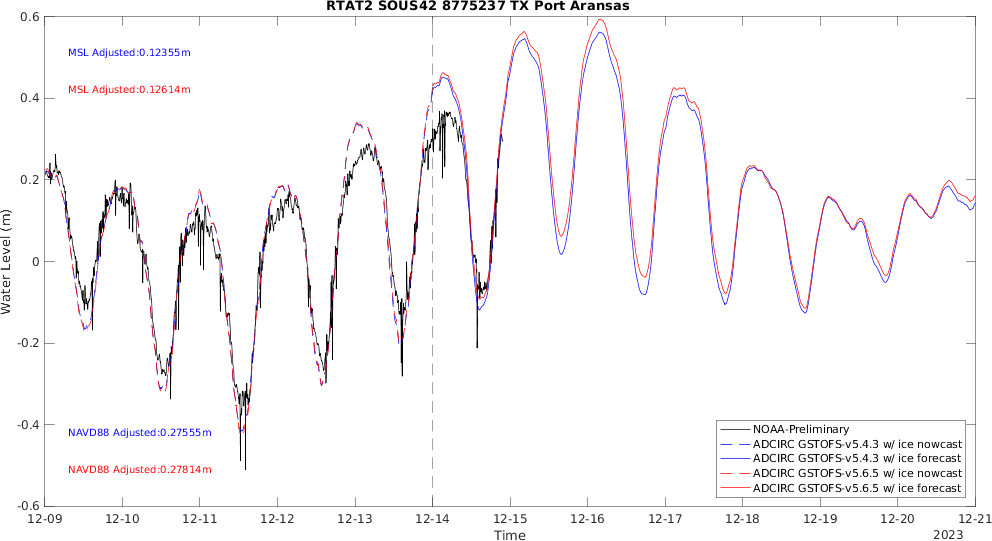 RTAT2 SOUS42 8775237 TX Port Aransas
MSL Adjusted:0.12355m
MSL Adjusted:0.12614m
NAVD88 Adjusted:0.27555m
NAVD88 Adjusted:0.27814m
Water Level (m)
0.6
0.4
0.2
0
-0.2
-0.4
-0.6
NOAA-Preliminary
ADCIRC GSTOFS-v5.4.3 w/ ice nowcast
ADCIRC GSTOFS-v5.4.3 w/ ice forecast
ADCIRC GSTOFS-v5.6.5 w/ ice nowcast
ADCIRC GSTOFS-v5.6.5 w/ ice forecast
12-09 12-10 12-11 12-12 12-13 12-14 12-15 12-16 12-17 12-18 12-19 12-20 12-21
Time
2023